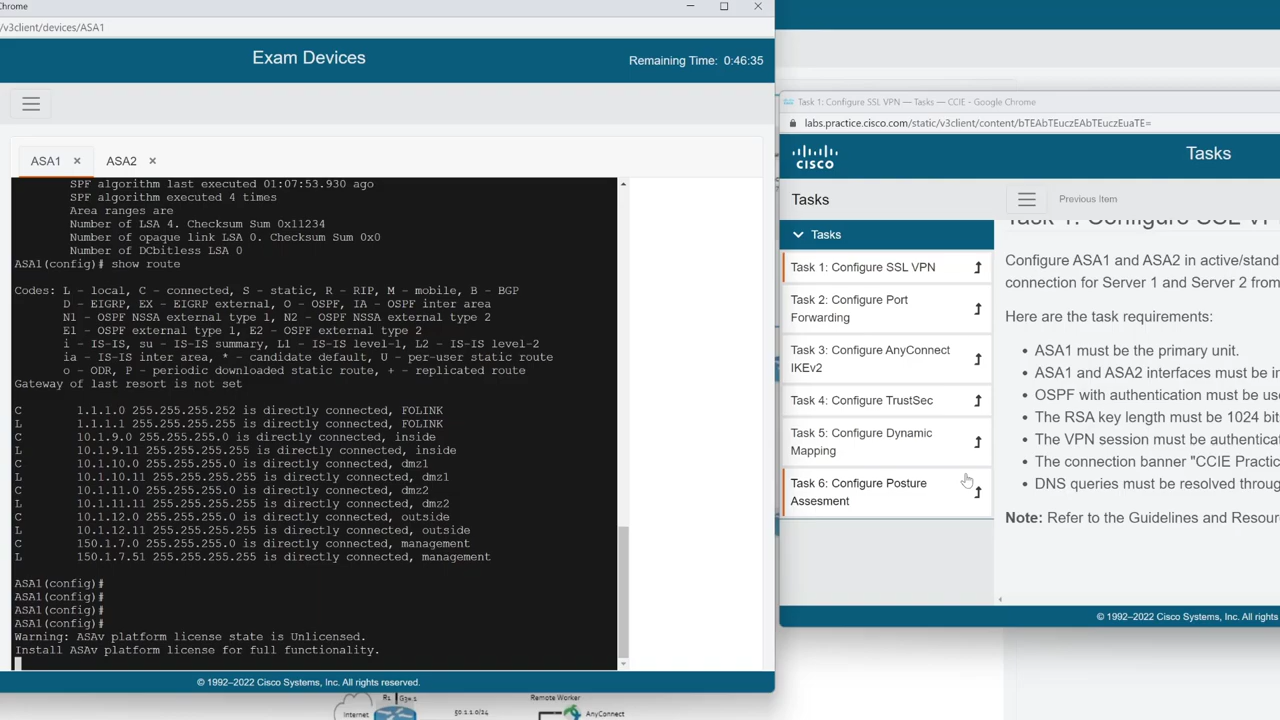 Chrome
/v3client/devices/ASA1
Exam Devices
Remaining Time: 0:46:35
ASA1 × ASA2 ×
SPF algorithm last executed 01:07:53.930 ago
SPF algorithm executed 4 times
Area ranges are
Number of LSA 4. Checksum Sum 0x11234
Number of opaque link LSA 0. Checksum Sum 0x0
Number of DCbitless LSA 0
ASA1(config)# show route
Codes: L - local, C - connected, S - static, R - RIP, M - mobile, B - BGP
D - EIGRP, EX - EIGRP external, O - OSPF, IA - OSPF inter area
N1 - OSPF NSSA external type 1, N2 - OSPF NSSA external type 2
E1 - OSPF external type 1, E2 - OSPF external type 2
i - IS-IS, su - IS-IS summary, L1 - IS-IS level-1, L2 - IS-IS level-2
ia - IS-IS inter area, * - candidate default, U - per-user static route
o - ODR, P - periodic downloaded static route, + - replicated route
Gateway of last resort is not set
C 1.1.1.0 255.255.255.252 is directly connected, FOLINK
L 1.1.1.1 255.255.255.255 is directly connected, FOLINK
C 10.1.9.0 255.255.255.0 is directly connected, inside
L 10.1.9.11 255.255.255.255 is directly connected, inside
C 10.1.10.0 255.255.255.0 is directly connected, dmz1
L 10.1.10.11 255.255.255.255 is directly connected, dmz1
C 10.1.11.0 255.255.255.0 is directly connected, dmz2
L 10.1.11.11 255.255.255.255 is directly connected, dmz2
C 10.1.12.0 255.255.255.0 is directly connected, outside
L 10.1.12.11 255.255.255.255 is directly connected, outside
C 150.1.7.0 255.255.255.0 is directly connected, management
L 150.1.7.51 255.255.255.255 is directly connected, management
ASA1(config)#
ASA1(config)#
ASA1(config)#
ASA1(config)#
Warning: ASAv platform license state is Unlicensed.
Install ASAv platform license for full functionality.
© 1992–2022 Cisco Systems, Inc. All rights reserved.
R1 G3/.1
Internet
50.1.1.0/24
Remote Worker
AnyConnect
Task 1: Configure SSL VPN — Tasks — CCIE - Google Chrome
labs.practice.cisco.com/static/v3client/content/bTEAbTEuczEAbTEuczEuaTE=
cisco
Tasks
Tasks
Previous Item
Tasks
Task 1: Configure SSL VPN
Task 2: Configure Port
Forwarding
Task 3: Configure AnyConnect
IKEv2
Task 4: Configure TrustSec
Task 5: Configure Dynamic
Mapping
Task 6: Configure Posture
Assesment
Task 1: Configure SSL VP
Configure ASA1 and ASA2 in active/stand
connection for Server 1 and Server 2 from
Here are the task requirements:
• ASA1 must be the primary unit.
• ASA1 and ASA2 interfaces must be in
• OSPF with authentication must be use
• The RSA key length must be 1024 bit
• The VPN session must be authentica
• The connection banner "CCIE Practic
• DNS queries must be resolved throug
Note: Refer to the Guidelines and Resour
© 1992–2022 Cisco Systems, Inc. All rights